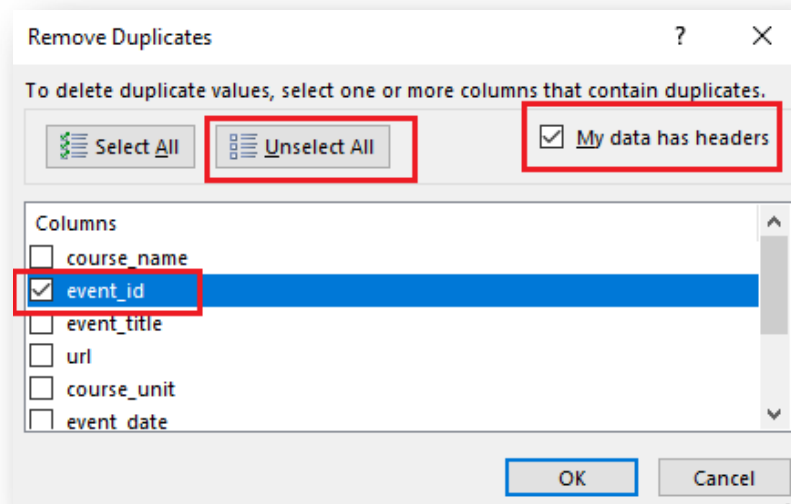 Remove Duplicates ?
To delete duplicate values, select one or more columns that contain duplicates.
Select All Unselect All My data has headers
Columns
course_name
event_id
event_title
url
course_unit
event_date
OK Cancel